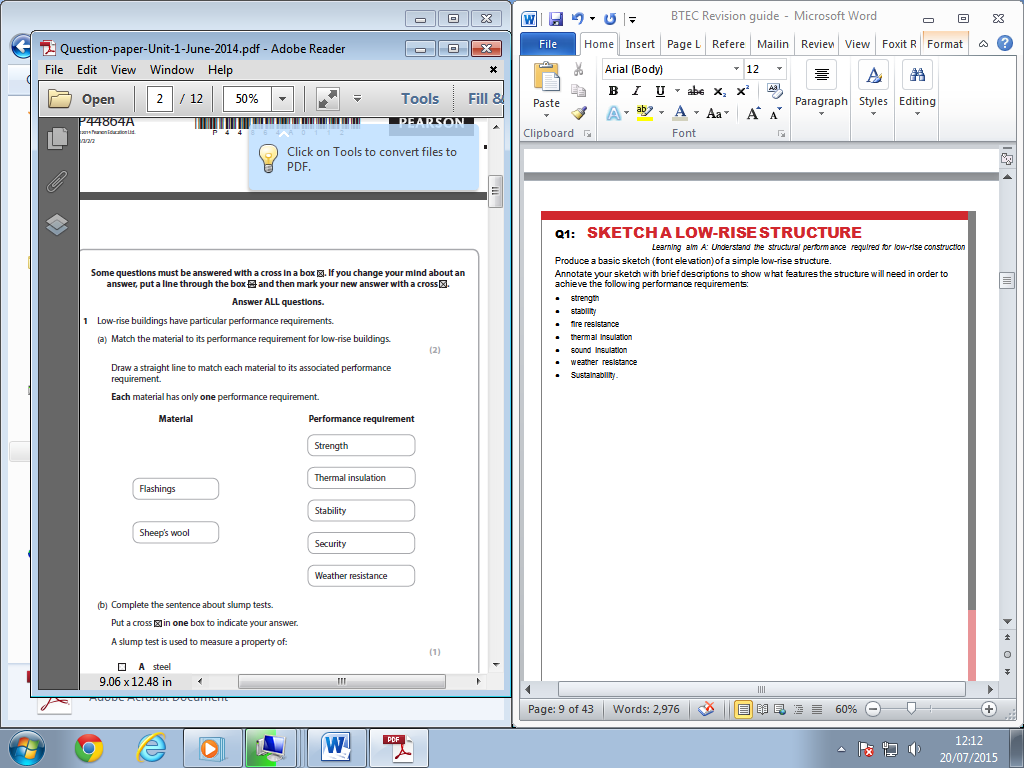 Question-paper-Unit-1-June-2014.pdf - Adobe Reader
File Edit View Window Help
Open 2 / 12 50% Tools Fill &
P44864A
PEARSON
Click on Tools to convert files to
PDF.
Some questions must be answered with a cross in a box ☒. If you change your mind about an
answer, put a line through the box and then mark your new answer with a cross ☒.
Answer ALL questions.
1 Low-rise buildings have particular performance requirements.
(a) Match the material to its performance requirement for low-rise buildings.
(2)
Draw a straight line to match each material to its associated performance
requirement.
Each material has only one performance requirement.
Material Performance requirement
Strength
Thermal insulation
Flashings
Stability
Sheep's wool
Security
Weather resistance
(b) Complete the sentence about slump tests.
Put a cross ☒ in one box to indicate your answer.
A slump test is used to measure a property of:
(1)
A steel
9.06 x 12.48 in
Adobe Acrobat Document
BTEC Revision guide - Microsoft Word
File Home Insert Page L Refere Mailin Review View Foxit R Format
Paste
Clipboard
Arial (Body) 12
B I U abc x₂ x²
A ab A Aa A A
Font
Paragraph
Styles
Editing
Q1: SKETCH A LOW-RISE STRUCTURE
Learning aim A: Understand the structural performance required for low-rise construction
Produce a basic sketch (front elevation) of a simple low-rise structure.
Annotate your sketch with brief descriptions to show what features the structure will need in order to
achieve the following performance requirements:
• strength
• stability
• fire resistance
• thermal insulation
• sound insulation
• weather resistance
• Sustainability.
Page: 9 of 43 Words: 2,976 60%
12:12
20/07/2015